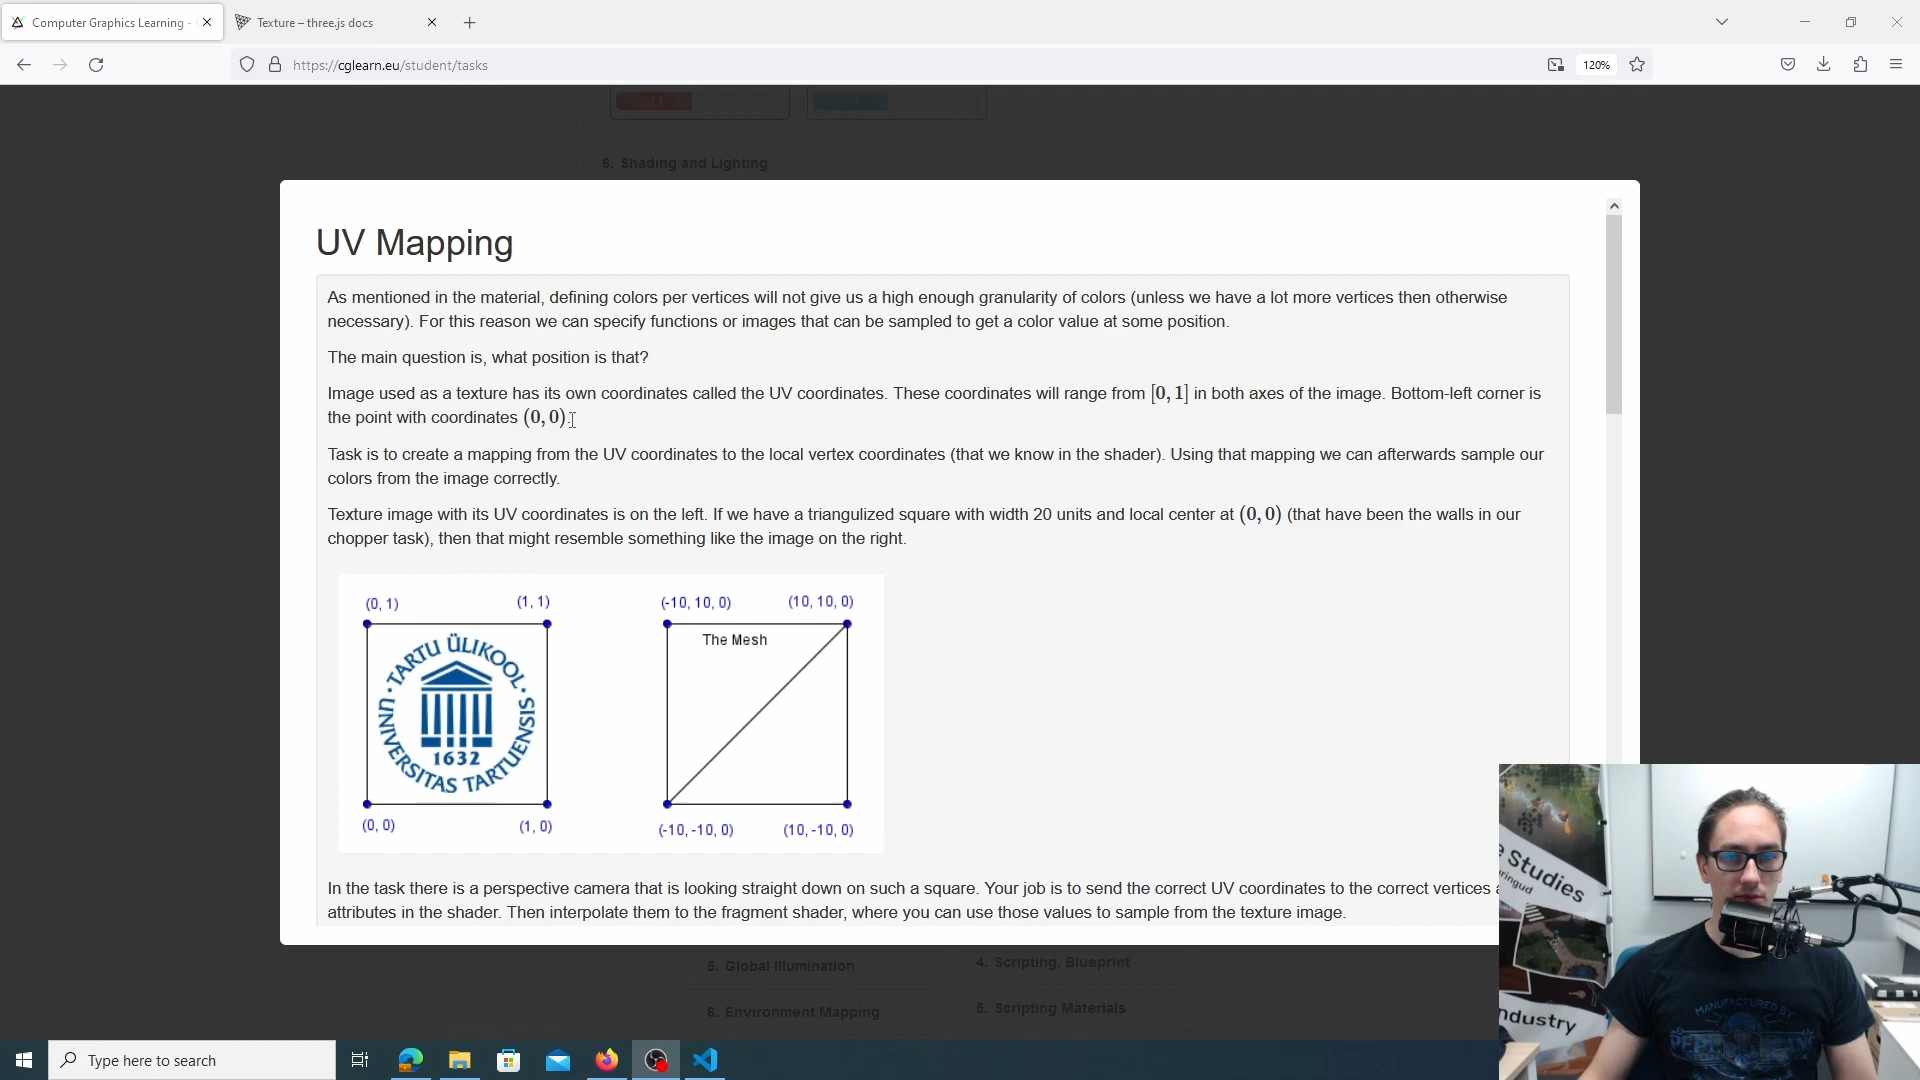 Computer Graphics Learning -
Texture – three.js docs
https://cglearn.eu/student/tasks
120%
6. Shading and Lighting
UV Mapping
As mentioned in the material, defining colors per vertices will not give us a high enough granularity of colors (unless we have a lot more vertices then otherwise
necessary). For this reason we can specify functions or images that can be sampled to get a color value at some position.
The main question is, what position is that?
Image used as a texture has its own coordinates called the UV coordinates. These coordinates will range from [0, 1] in both axes of the image. Bottom-left corner is
the point with coordinates (0, 0).
Task is to create a mapping from the UV coordinates to the local vertex coordinates (that we know in the shader). Using that mapping we can afterwards sample our
colors from the image correctly.
Texture image with its UV coordinates is on the left. If we have a triangulized square with width 20 units and local center at (0, 0) (that have been the walls in our
chopper task), then that might resemble something like the image on the right.
(0, 1) (1, 1) (-10, 10, 0) (10, 10, 0)
The Mesh
TARTU ÜLIKOOL
1632
UNIVERSITAS TARTUENSIS
(0, 0) (1, 0) (-10, -10, 0) (10, -10, 0)
In the task there is a perspective camera that is looking straight down on such a square. Your job is to send the correct UV coordinates to the correct vertices
attributes in the shader. Then interpolate them to the fragment shader, where you can use those values to sample from the texture image.
5. Global Illumination
4. Scripting, Blueprint
6. Environment Mapping
5. Scripting Materials
Studies
ringud
ndustry
MANUFACTURED BY
Type here to search